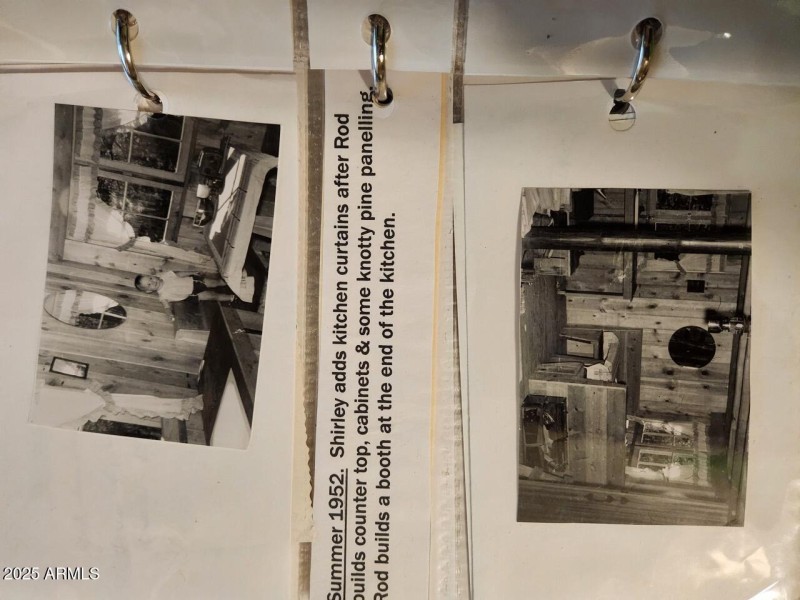 Summer 1952. Shirley adds kitchen curtains after Rod
builds counter top, cabinets & some knotty pine panelling.
Rod builds a booth at the end of the kitchen.
2025 ARMLS